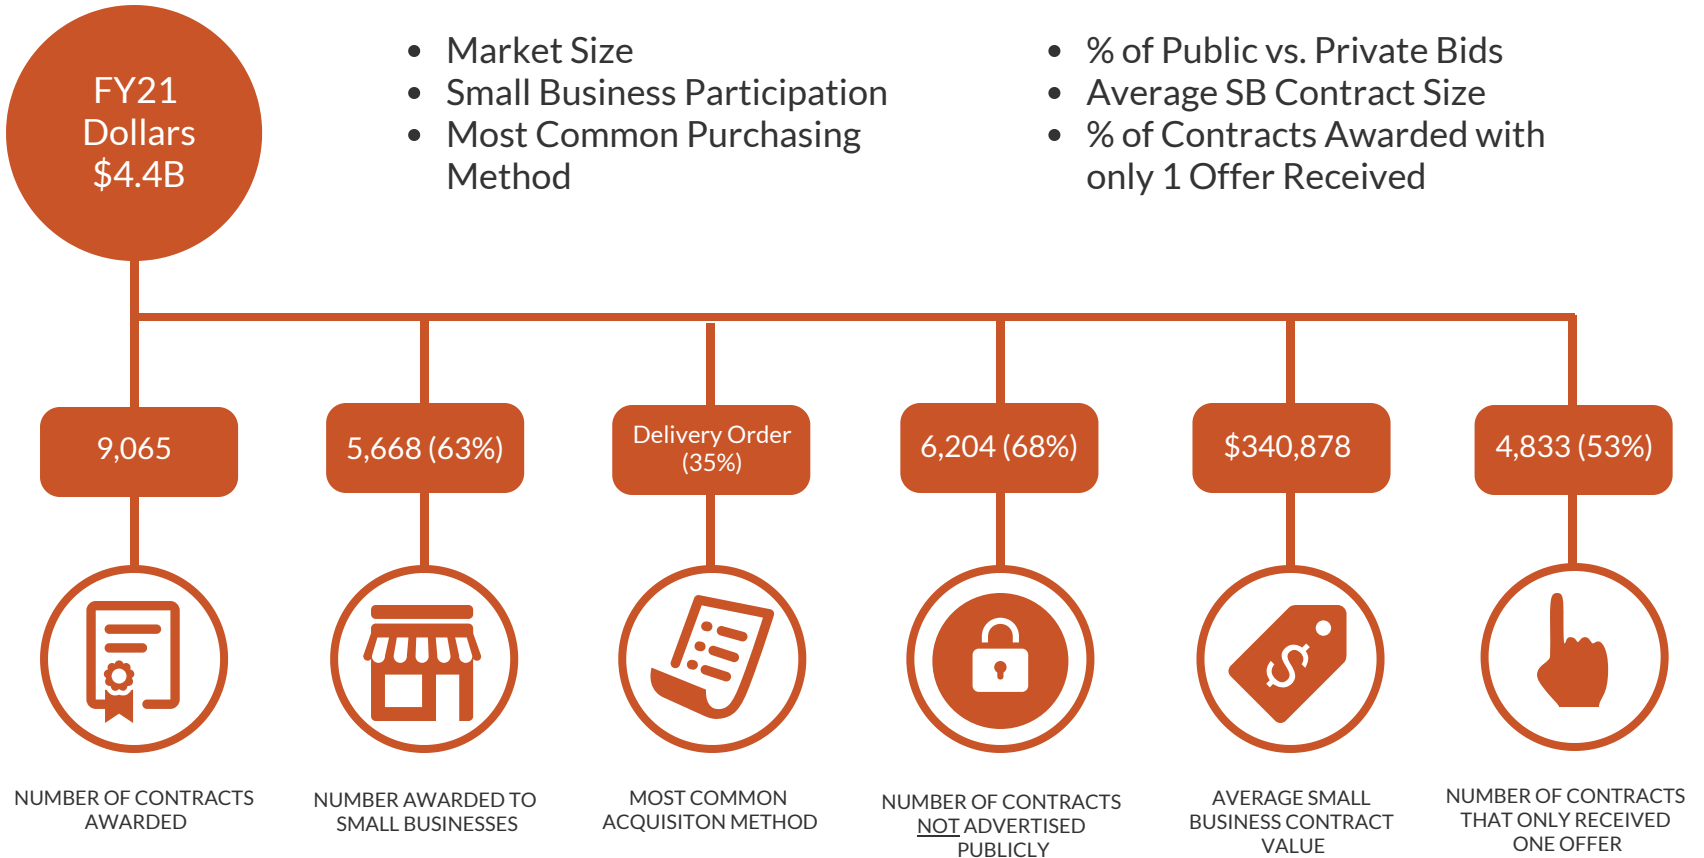 FY21
Dollars
$4.4B
• Market Size
• Small Business Participation
• Most Common Purchasing
Method
• % of Public vs. Private Bids
• Average SB Contract Size
• % of Contracts Awarded with
only 1 Offer Received
9,065
5,668 (63%)
Delivery Order
(35%)
6,204 (68%)
$340,878
4,833 (53%)
$
NUMBER OF CONTRACTS
AWARDED
NUMBER AWARDED TO
SMALL BUSINESSES
MOST COMMON
ACQUISITON METHOD
NUMBER OF CONTRACTS
NOT ADVERTISED
PUBLICLY
AVERAGE SMALL
BUSINESS CONTRACT
VALUE
NUMBER OF CONTRACTS
THAT ONLY RECEIVED
ONE OFFER